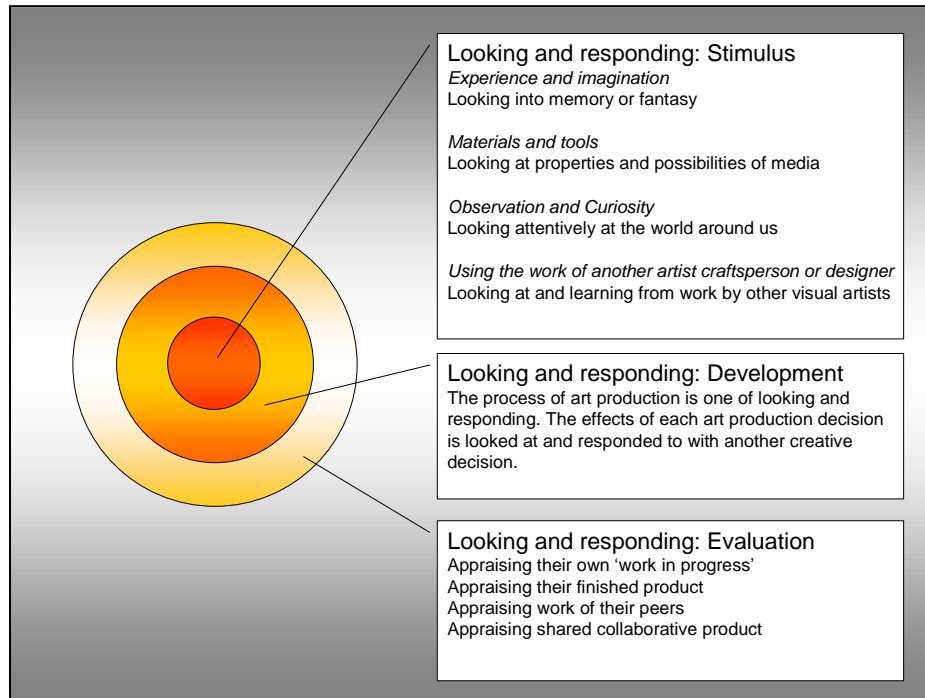 Looking and responding: Stimulus
Experience and imagination
Looking into memory or fantasy
Materials and tools
Looking at properties and possibilities of media
Observation and Curiosity
Looking attentively at the world around us
Using the work of another artist craftsperson or designer
Looking at and learning from work by other visual artists
Looking and responding: Development
The process of art production is one of looking and
responding. The effects of each art production decision
is looked at and responded to with another creative
decision.
Looking and responding: Evaluation
Appraising their own ‘work in progress’
Appraising their finished product
Appraising work of their peers
Appraising shared collaborative product